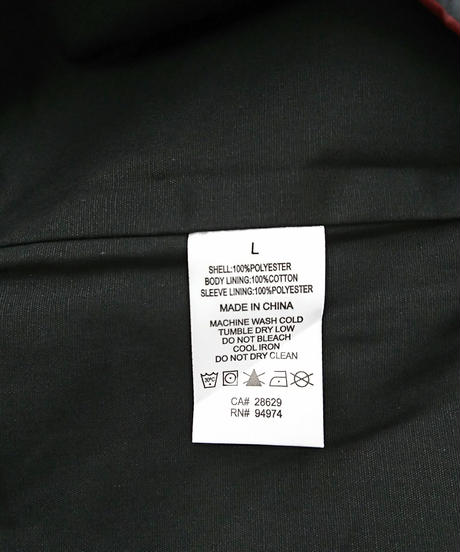 L
SHELL:100%POLYESTER
BODY LINING:100%COTTON
SLEEVE LINING:100%POLYESTER
MADE IN CHINA
MACHINE WASH COLD
TUMBLE DRY LOW
DO NOT BLEACH
COOL IRON
DO NOT DRY CLEAN
30°C
CA# 28629
RN# 94974